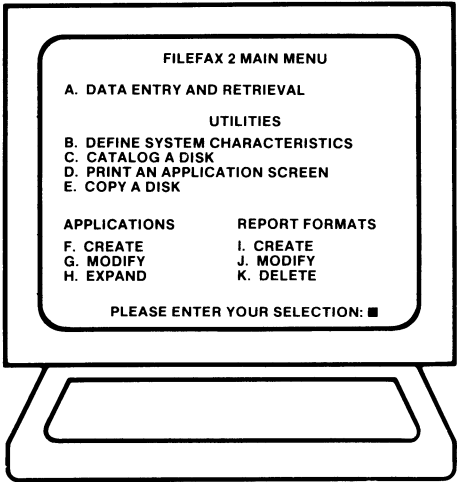 FILEFAX 2 MAIN MENU
A. DATA ENTRY AND RETRIEVAL
UTILITIES
B. DEFINE SYSTEM CHARACTERISTICS
C. CATALOG A DISK
D. PRINT AN APPLICATION SCREEN
E. COPY A DISK
APPLICATIONS
F. CREATE
G. MODIFY
H. EXPAND
REPORT FORMATS
I. CREATE
J. MODIFY
K. DELETE
PLEASE ENTER YOUR SELECTION: